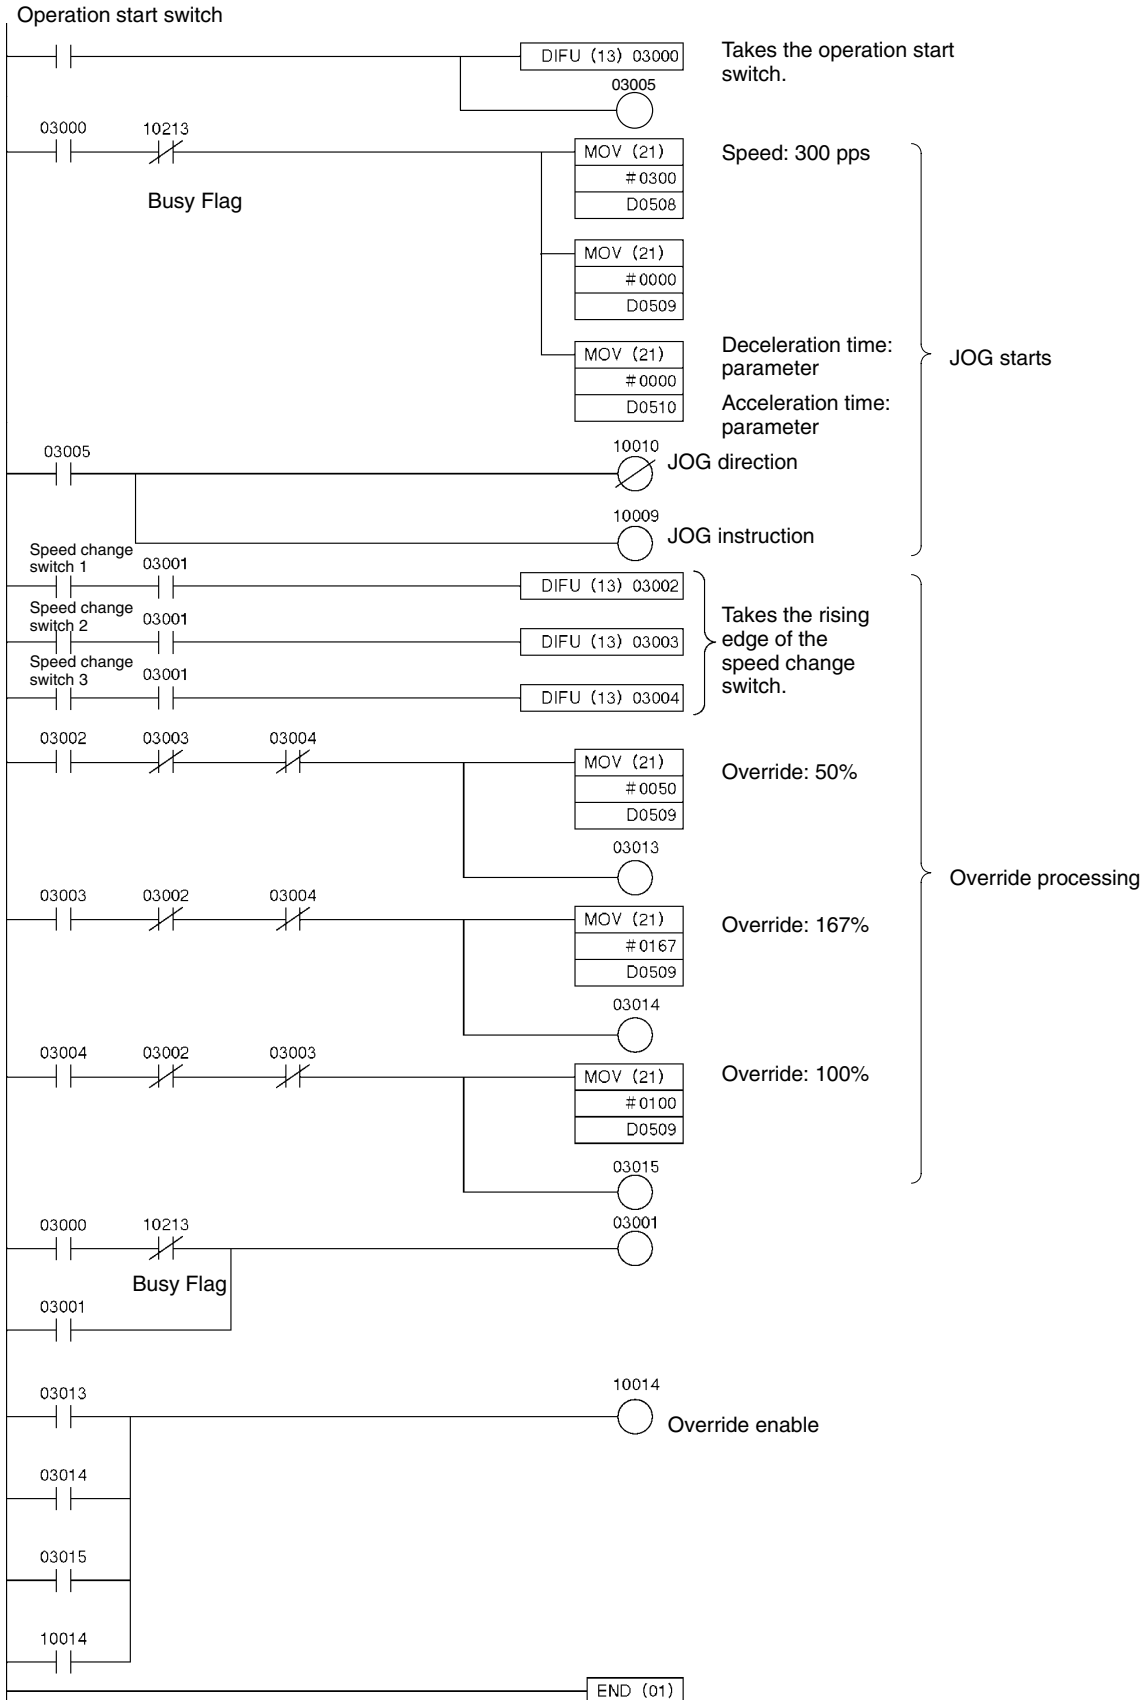 Operation start switch
DIFU (13) 03000
Takes the operation start
switch.
03005
03000
10213
Busy Flag
MOV (21)
#0300
D0508
Speed: 300 pps
MOV (21)
#0000
D0509
MOV (21)
#0000
D0510
Deceleration time:
parameter
Acceleration time:
parameter
JOG starts
03005
10010
JOG direction
10009
JOG instruction
Speed change
switch 1
03001
DIFU (13) 03002
Speed change
switch 2
03001
DIFU (13) 03003
Speed change
switch 3
03001
DIFU (13) 03004
Takes the rising
edge of the
speed change
switch.
03002
03003
03004
MOV (21)
#0050
D0509
Override: 50%
03013
Override processing
03003
03002
03004
MOV (21)
#0167
D0509
Override: 167%
03014
03004
03002
03003
MOV (21)
#0100
D0509
Override: 100%
03015
03000
10213
Busy Flag
03001
03001
03013
10014
Override enable
03014
03015
10014
END (01)